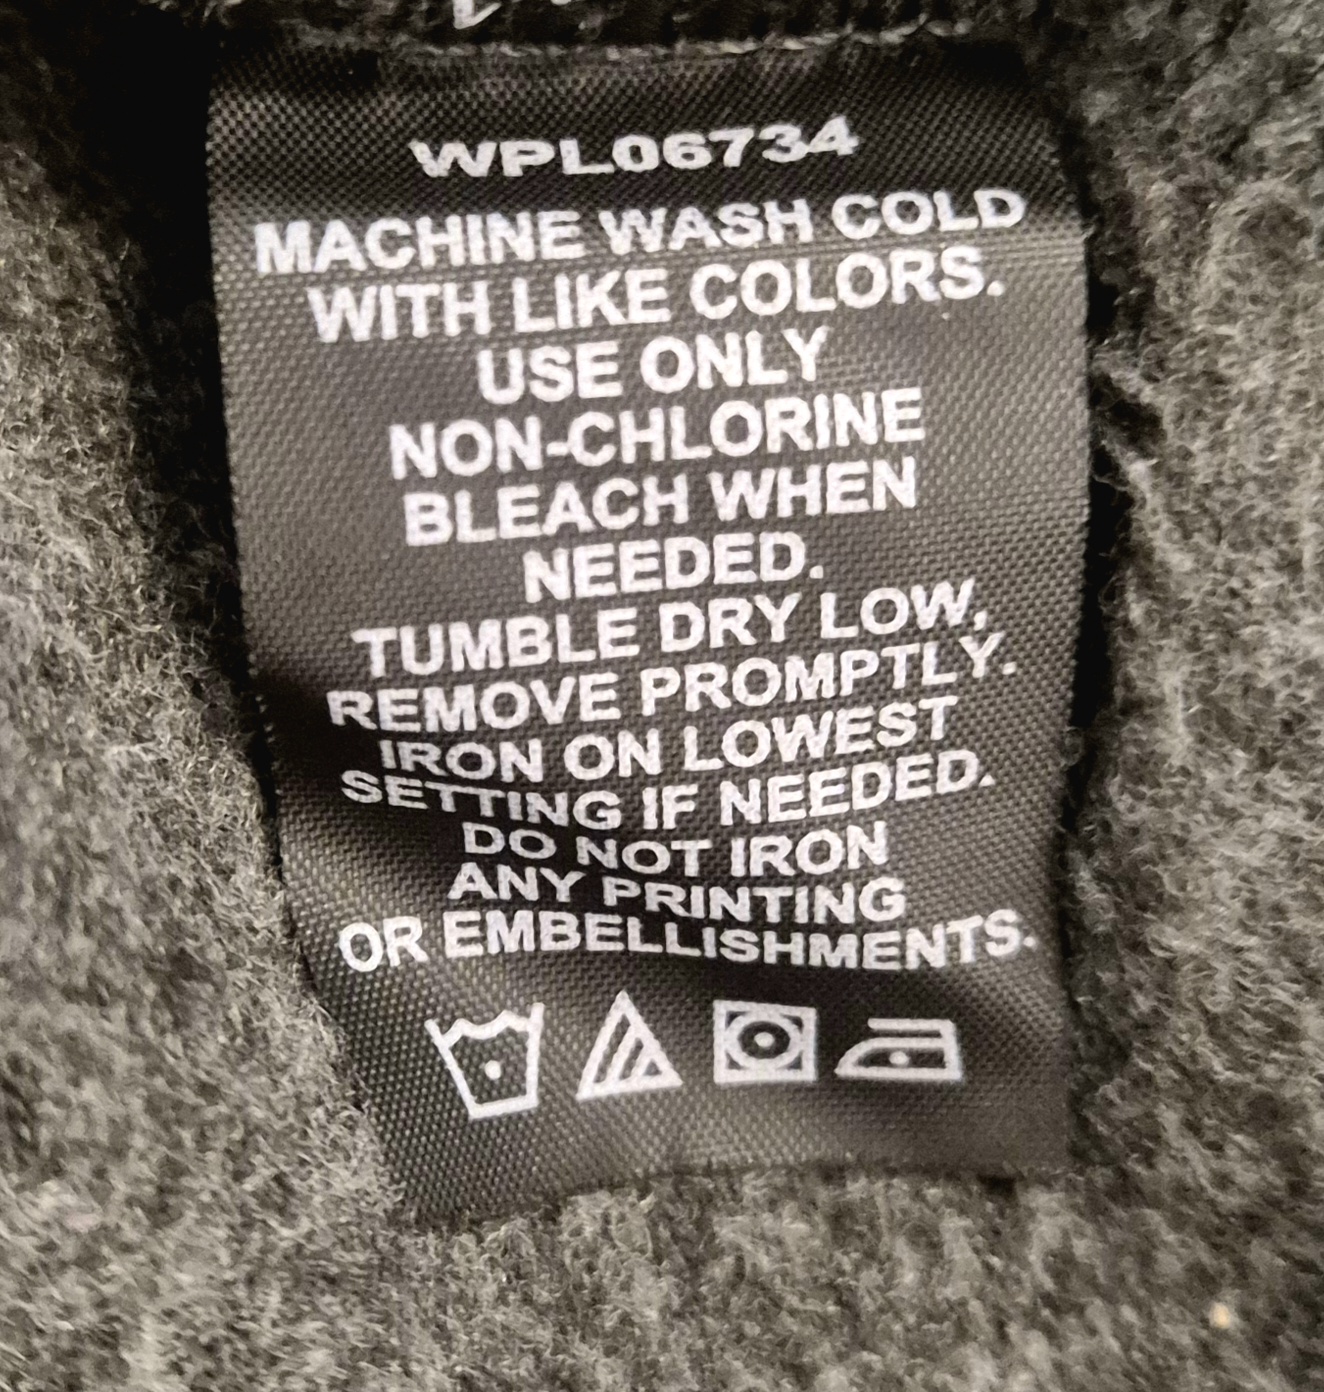 WPL06734
MACHINE WASH COLD
WITH LIKE COLORS.
USE ONLY
NON-CHLORINE
BLEACH WHEN
NEEDED.
TUMBLE DRY LOW,
REMOVE PROMPTLY.
IRON ON LOWEST
SETTING IF NEEDED.
DO NOT IRON
ANY PRINTING
OR EMBELLISHMENTS.